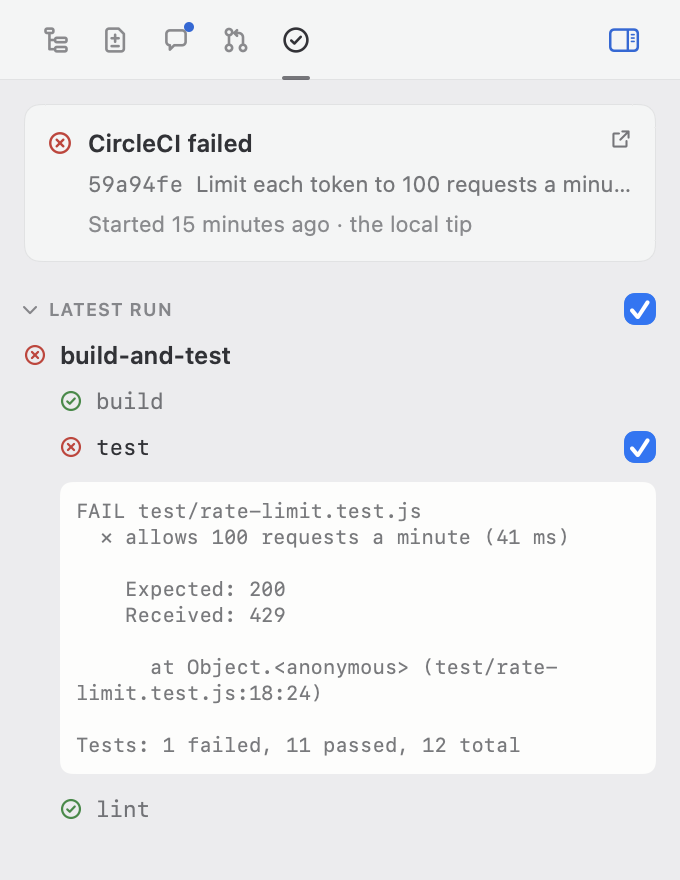 CircleCI failed
59a94fe Limit each token to 100 requests a minu...
Started 15 minutes ago · the local tip
LATEST RUN
build-and-test
build
test
FAIL test/rate-limit.test.js
× allows 100 requests a minute (41 ms)
Expected: 200
Received: 429
at Object.<anonymous> (test/rate-
limit.test.js:18:24)
Tests: 1 failed, 11 passed, 12 total
lint